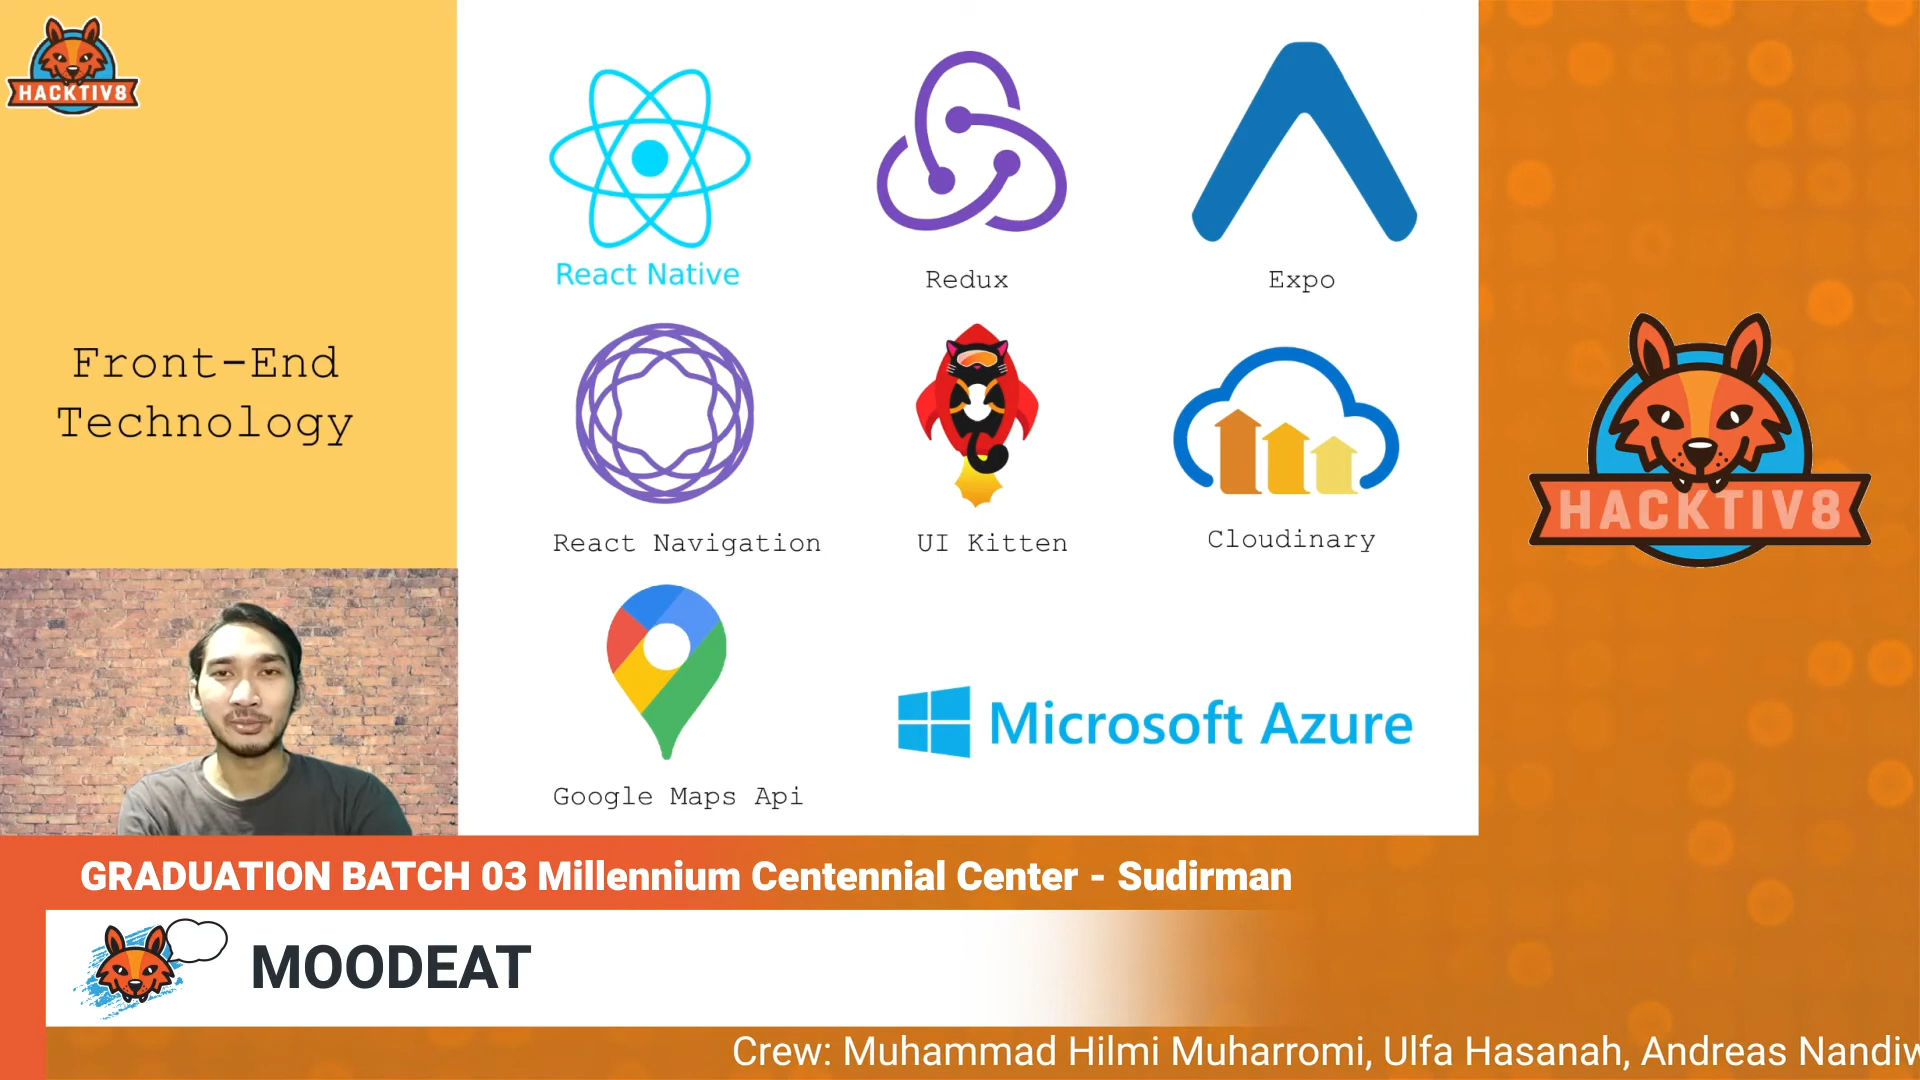 HACKTIV8
Front-End
Technology
React Native
Redux
Expo
React Navigation
UI Kitten
Cloudinary
Google Maps Api
Microsoft Azure
HACKTIV8
GRADUATION BATCH 03 Millennium Centennial Center - Sudirman
MOODEAT
Crew: Muhammad Hilmi Muharromi, Ulfa Hasanah, Andreas